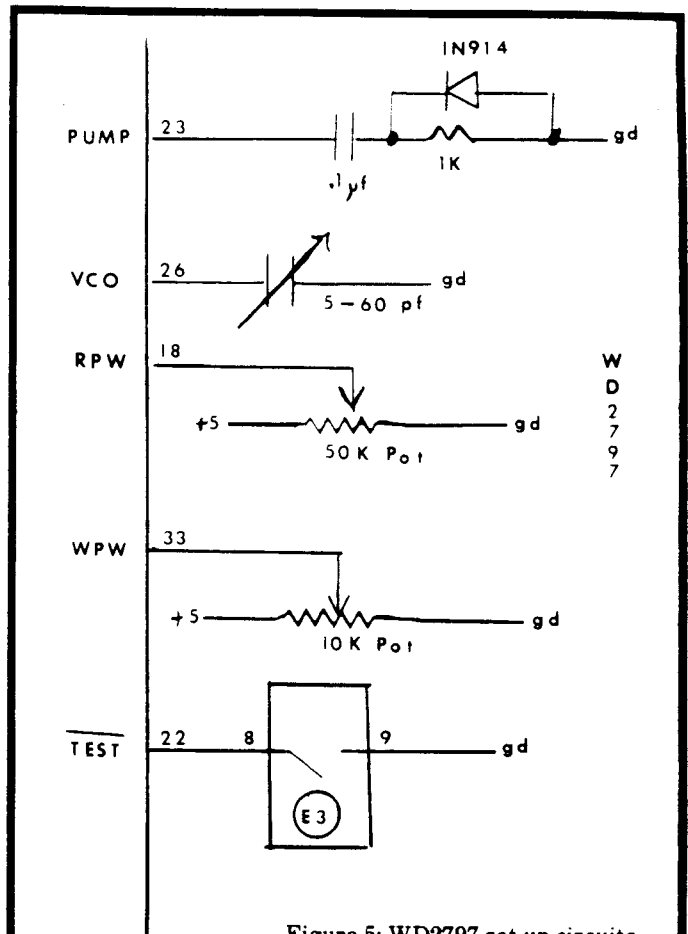 IN914
PUMP 23 gd
1K
.1 µf
VCO 26 gd
5-60 pf
RPW 18
+5 gd
50K Pot
W
D
2
7
9
7
WPW 33
+5 gd
10K Pot
TEST 22 8 9 gd
E3
Figure 5: WD2797 set up circuits